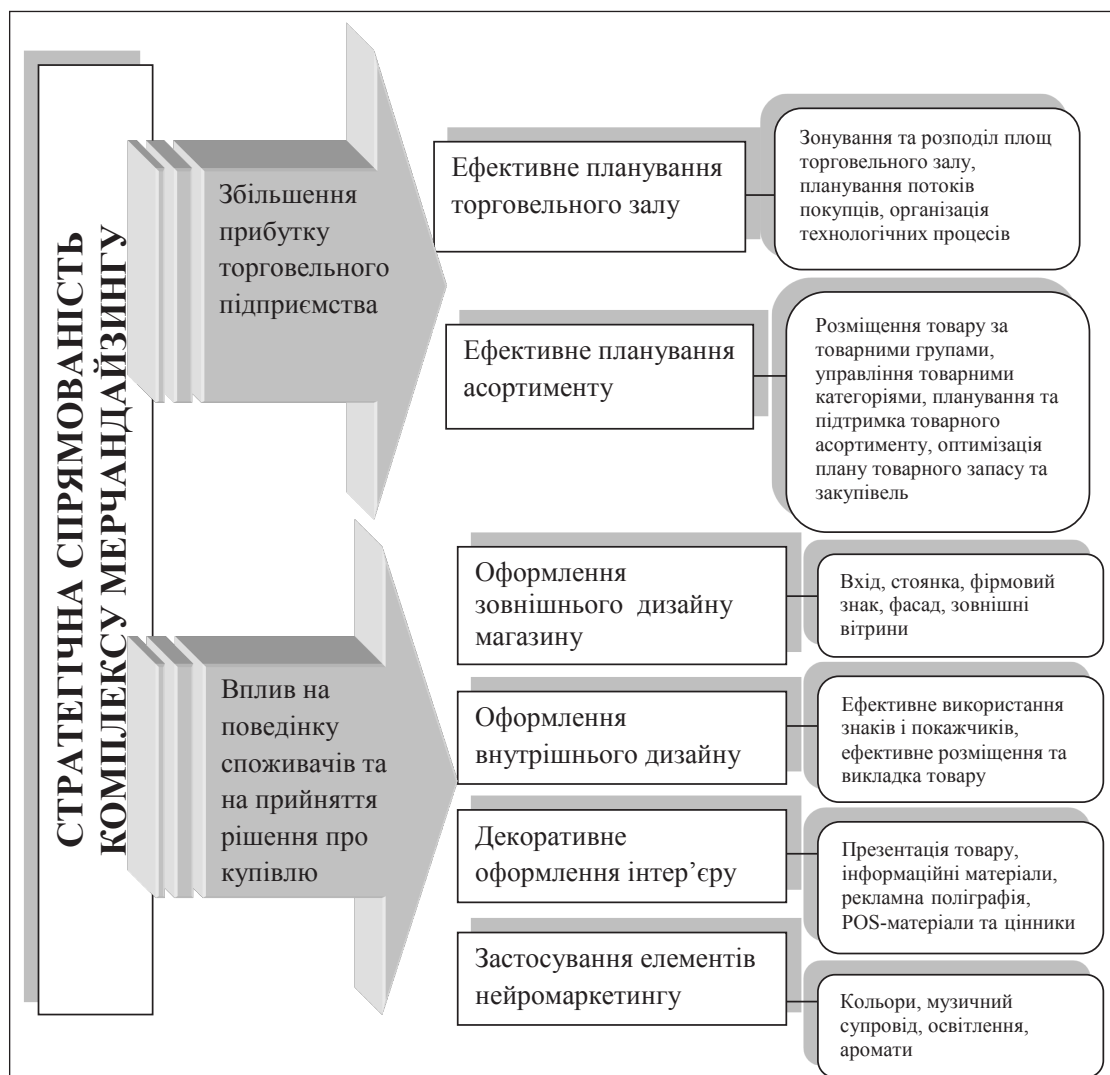 СТРАТЕГІЧНА СПРЯМОВАНІСТЬ
КОМПЛЕКСУ МЕРЧАНДАЙЗИНГУ
Збільшення
прибутку
торговельного
підприємства
Ефективне планування
торговельного залу
Зонування та розподіл площ
торговельного залу,
планування потоків
покупців, організація
технологічних процесів
Ефективне планування
асортименту
Розміщення товару за
товарними групами,
управління товарними
категоріями, планування та
підтримка товарного
асортименту, оптимізація
плану товарного запасу та
закупівель
Вплив на
поведінку
споживачів та
на прийняття
рішення про
купівлю
Оформлення
зовнішнього дизайну
магазину
Вхід, стоянка, фірмовий
знак, фасад, зовнішні
вітрини
Оформлення
внутрішнього дизайну
Ефективне використання
знаків і покажчиків,
ефективне розміщення та
викладка товару
Декоративне
оформлення інтер’єру
Презентація товару,
інформаційні матеріали,
рекламна поліграфія,
POS-матеріали та цінники
Застосування елементів
нейромаркетингу
Кольори, музичний
супровід, освітлення,
аромати